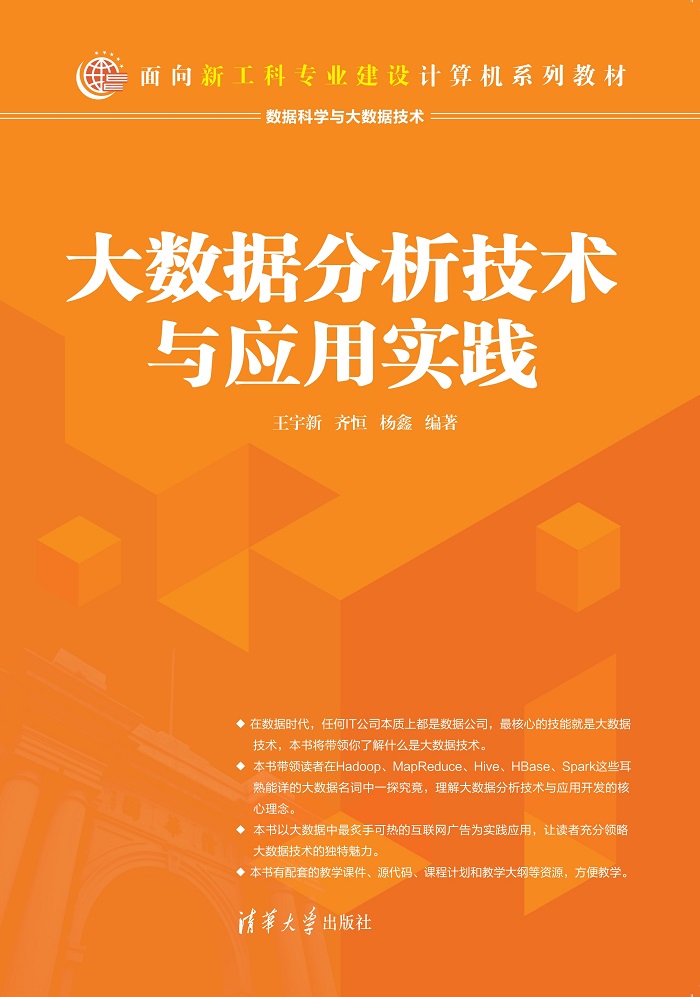 面向新工科专业建设计算机系列教材
数据科学与大数据技术
大数据分析技术
与应用实践
王宇新 齐恒 杨鑫 编著
◆ 在数据时代，任何IT公司本质上都是数据公司，最核心的技能就是大数据
技术，本书将带领你了解什么是大数据技术。
◆ 本书带领读者在Hadoop、MapReduce、Hive、HBase、Spark这些耳
熟能详的大数据名词中一探究竟，理解大数据分析技术与应用开发的核
心理念。
◆ 本书以大数据中最炙手可热的互联网广告为实践应用，让读者充分领略
大数据技术的独特魅力。
◆ 本书有配套的教学课件、源代码、课程计划和教学大纲等资源，方便教学。
清华大学出版社